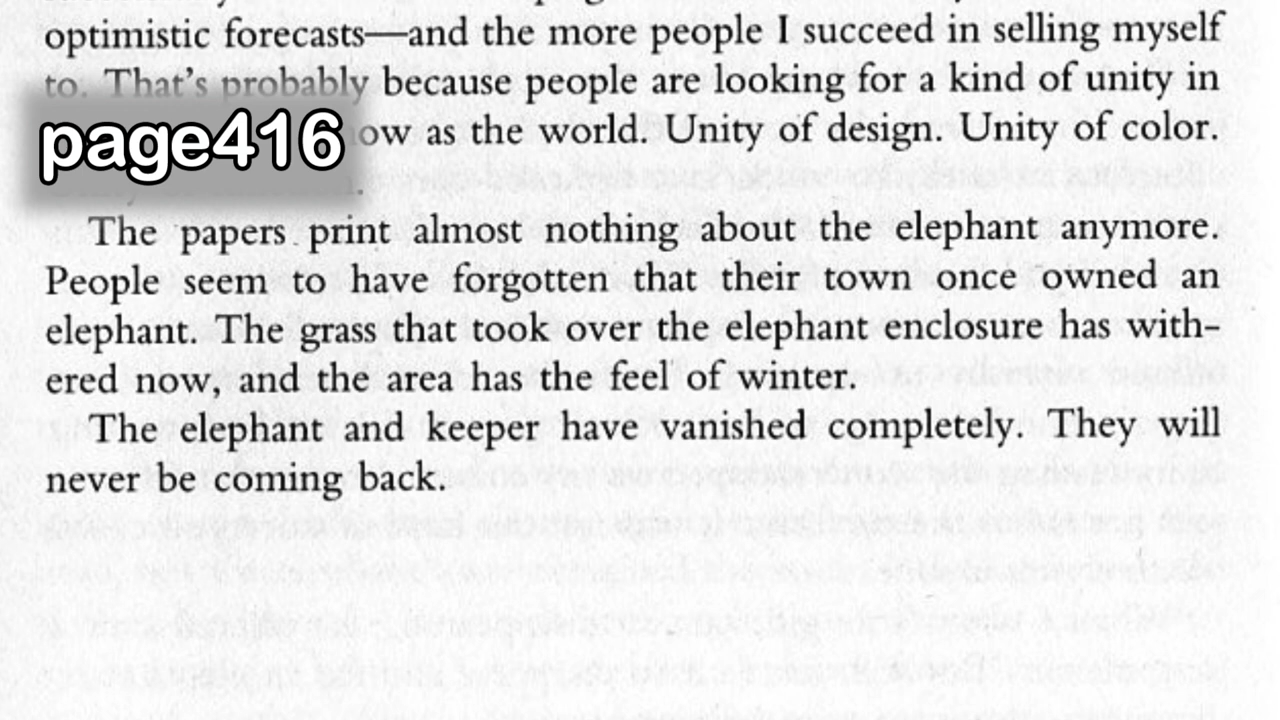 optimistic forecasts—and the more people I succeed in selling myself
to. That's probably because people are looking for a kind of unity in
page416
as the world. Unity of design. Unity of color.
The papers print almost nothing about the elephant anymore.
People seem to have forgotten that their town once owned an
elephant. The grass that took over the elephant enclosure has with-
ered now, and the area has the feel of winter.
The elephant and keeper have vanished completely. They will
never be coming back.